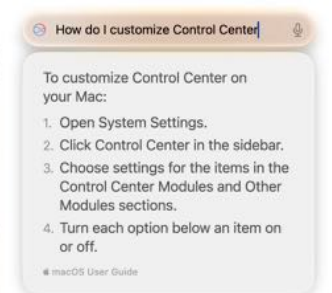 How do I customize Control Center
To customize Control Center on
your Mac:
1. Open System Settings.
2. Click Control Center in the sidebar.
3. Choose settings for the items in the
Control Center Modules and Other
Modules sections.
4. Turn each option below an item on
or off.
macOS User Guide